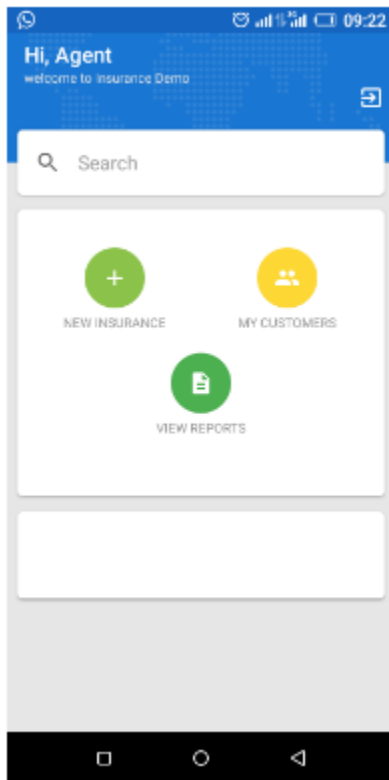 09:22
Hi, Agent
welcome to Insurance Demo
Search
NEW INSURANCE
MY CUSTOMERS
VIEW REPORTS